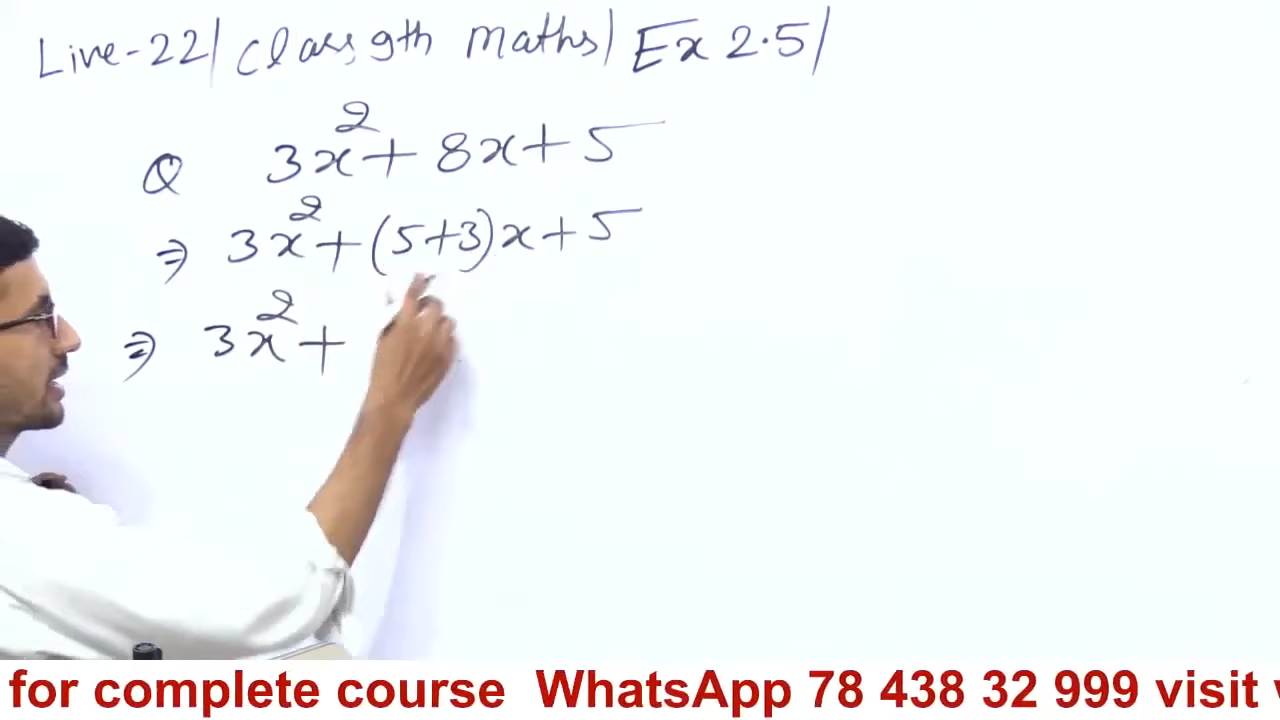 Live-22| Class 9th maths| Ex 2.5|
Q 3x² + 8x + 5
⇒ 3x² + (5+3)x + 5
⇒ 3x² +
for complete course WhatsApp 78 438 32 999 visit